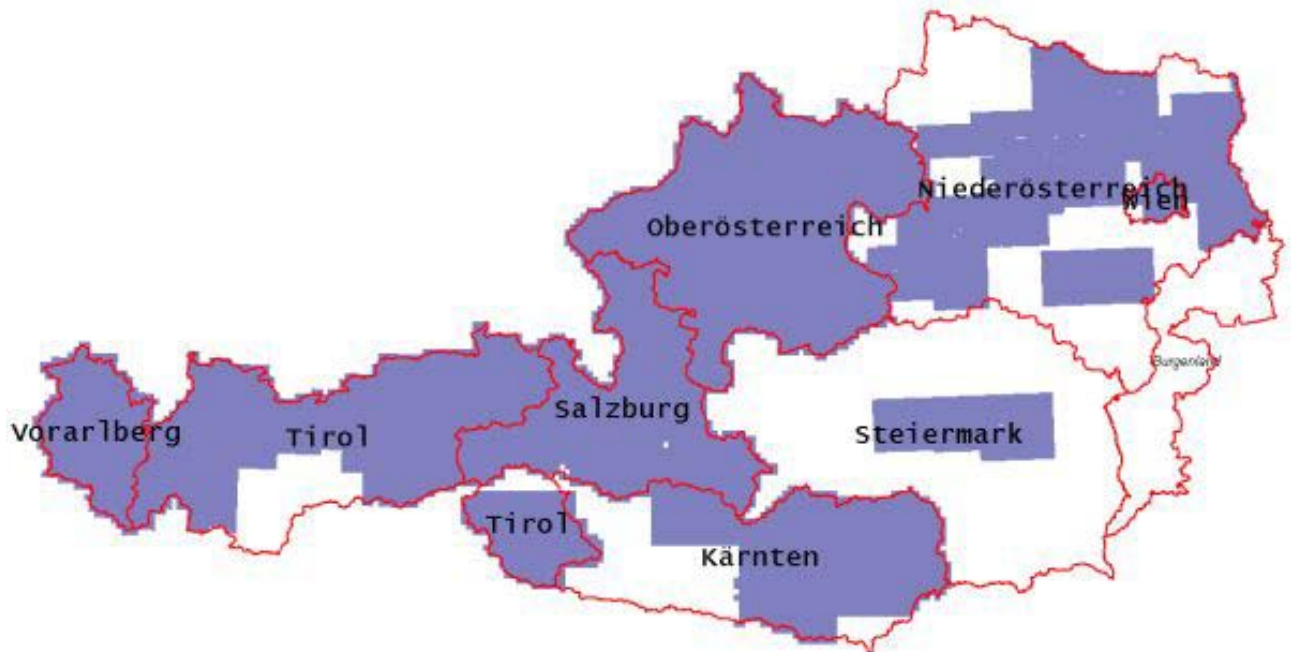 Niederösterreich
Wien
Oberösterreich
Burgenland
Salzburg
Vorarlberg
Tirol
Steiermark
Tirol
Kärnten